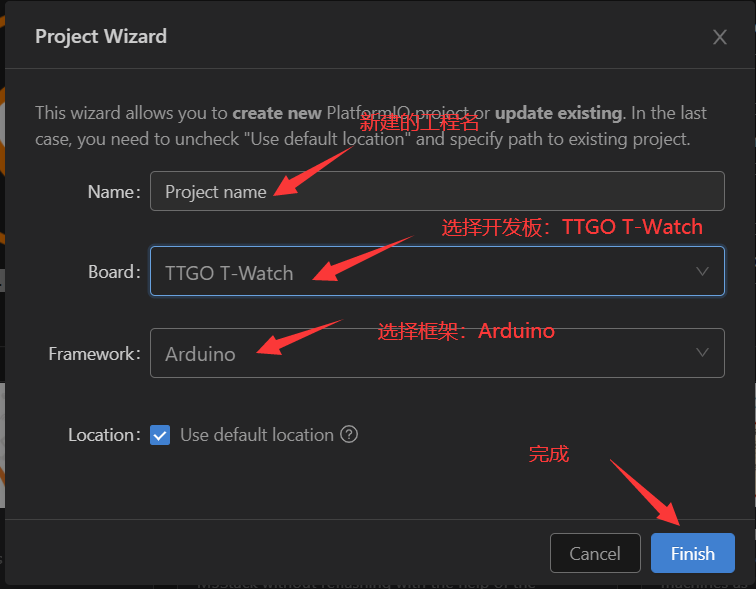 Project Wizard
This wizard allows you to create new PlatformIO project or update existing. In the last
新建的工程名
case, you need to uncheck "Use default location" and specify path to existing project.
Name: Project name
选择开发板：TTGO T-Watch
Board: TTGO T-Watch
选择框架：Arduino
Framework: Arduino
Location: Use default location ?
完成
Cancel Finish